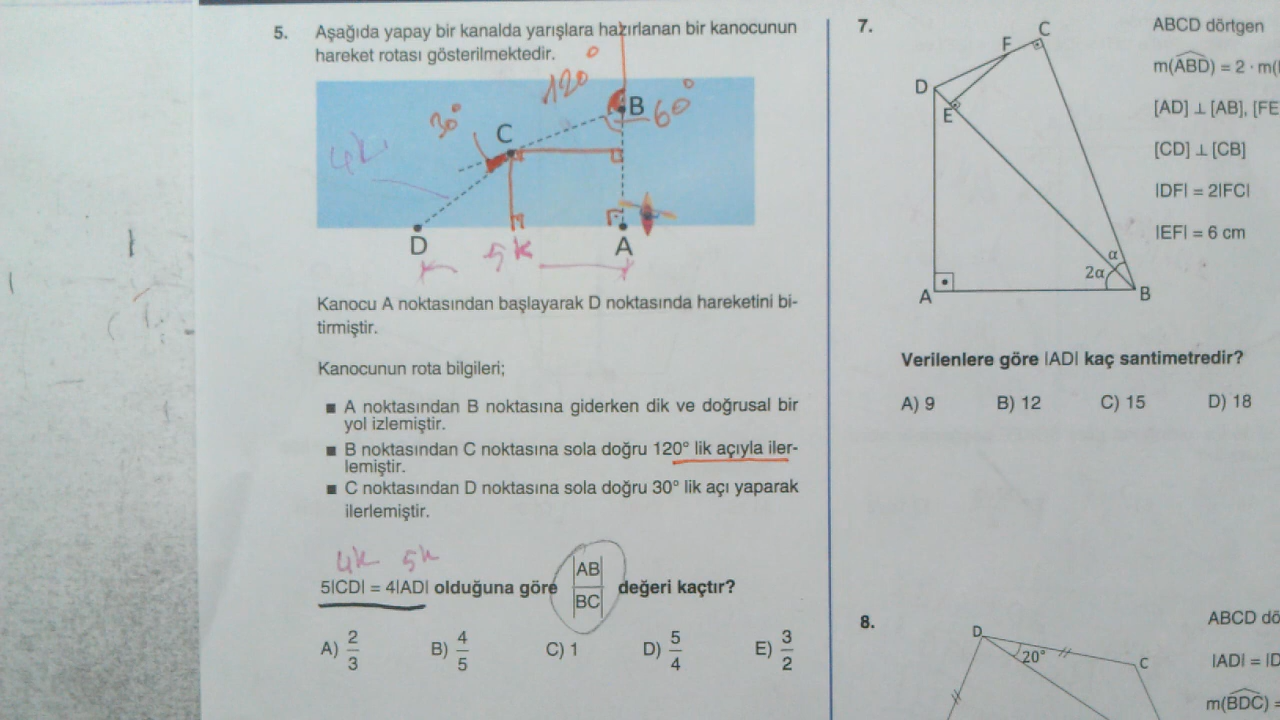 5. Aşağıda yapay bir kanalda yarışlara hazırlanan bir kanocunun
hareket rotası gösterilmektedir.
120°
B
60°
30°
C
4k
D
5k
A
Kanocu A noktasından başlayarak D noktasında hareketini bi-
tirmiştir.
Kanocunun rota bilgileri;
■ A noktasından B noktasına giderken dik ve doğrusal bir
yol izlemiştir.
■ B noktasından C noktasına sola doğru 120° lik açıyla iler-
lemiştir.
■ C noktasından D noktasına sola doğru 30° lik açı yaparak
ilerlemiştir.
4k 5k
5|CD| = 4|AD| olduğuna göre |AB|/|BC| değeri kaçtır?
A) 2/3 B) 4/5 C) 1 D) 5/4 E) 3/2
7.
C
F
D
E
α
2α
A
B
ABCD dörtgen
m(ABD) = 2 · m(
[AD] ⊥ [AB], [FE
[CD] ⊥ [CB]
|DF| = 2|FC|
|EF| = 6 cm
Verilenlere göre |AD| kaç santimetredir?
A) 9 B) 12 C) 15 D) 18
8.
D
20°
C
ABCD dö
|AD| = |D
m(BDC) =